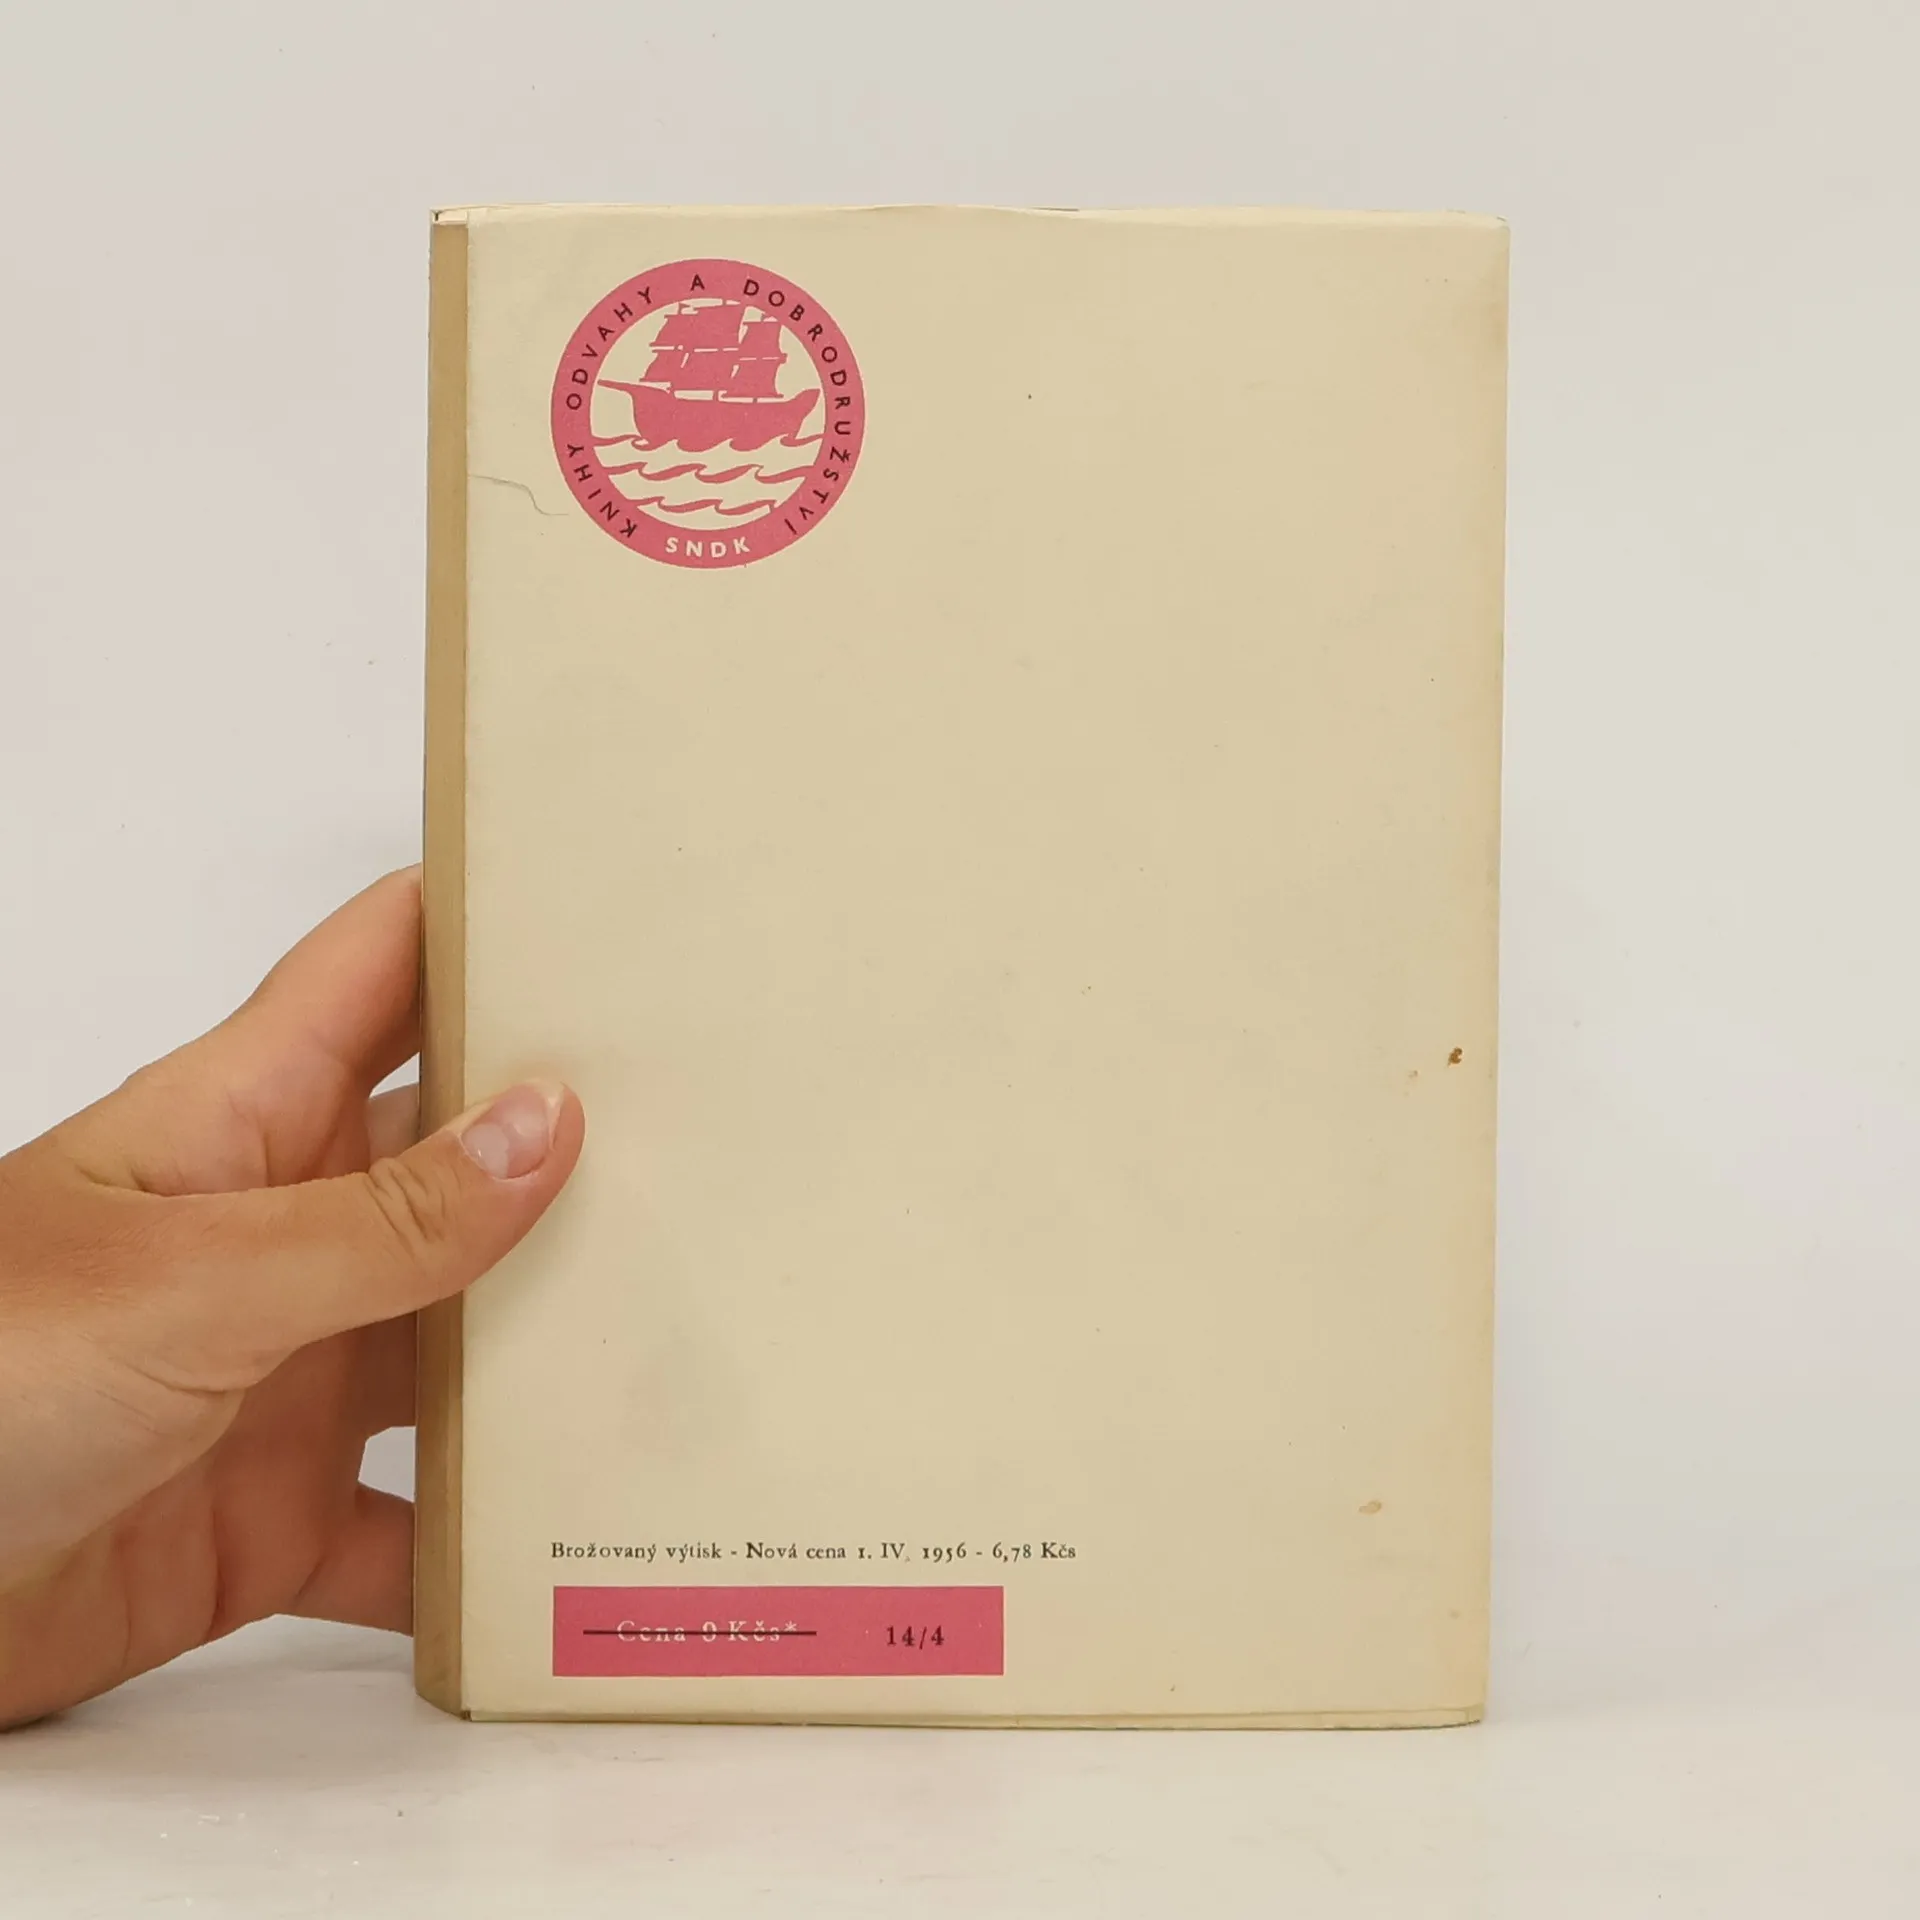 KNIHY ODVAHY A DOBRODRUŽSTVÍ
SNDK
Brožovaný výtisk - Nová cena 1. IV. 1956 - 6,78 Kčs
Cena 9 Kčs* 14/4